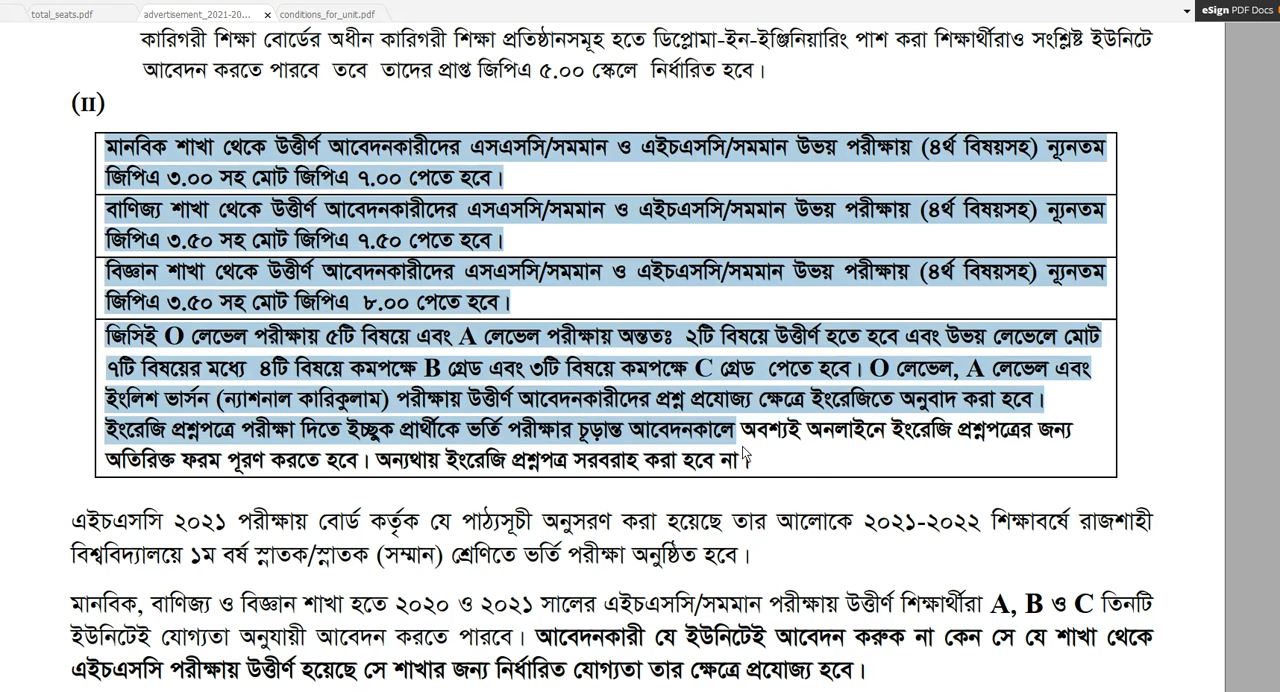 total_seats.pdf
advertisement_2021-20... ×
conditions_for_unit.pdf
eSign PDF Docs
কারিগরী শিক্ষা বোর্ডের অধীন কারিগরী শিক্ষা প্রতিষ্ঠানসমূহ হতে ডিপ্লোমা-ইন-ইঞ্জিনিয়ারিং পাশ করা শিক্ষার্থীরাও সংশ্লিষ্ট ইউনিটে
আবেদন করতে পারবে তবে তাদের প্রাপ্ত জিপিএ ৫.০০ স্কেলে নির্ধারিত হবে।
(II)
মানবিক শাখা থেকে উত্তীর্ণ আবেদনকারীদের এসএসসি/সমমান ও এইচএসসি/সমমান উভয় পরীক্ষায় (৪র্থ বিষয়সহ) ন্যূনতম
জিপিএ ৩.০০ সহ মোট জিপিএ ৭.০০ পেতে হবে।
বাণিজ্য শাখা থেকে উত্তীর্ণ আবেদনকারীদের এসএসসি/সমমান ও এইচএসসি/সমমান উভয় পরীক্ষায় (৪র্থ বিষয়সহ) ন্যূনতম
জিপিএ ৩.৫০ সহ মোট জিপিএ ৭.৫০ পেতে হবে।
বিজ্ঞান শাখা থেকে উত্তীর্ণ আবেদনকারীদের এসএসসি/সমমান ও এইচএসসি/সমমান উভয় পরীক্ষায় (৪র্থ বিষয়সহ) ন্যূনতম
জিপিএ ৩.৫০ সহ মোট জিপিএ ৮.০০ পেতে হবে।
জিসিই O লেভেল পরীক্ষায় ৫টি বিষয়ে এবং A লেভেল পরীক্ষায় অন্ততঃ ২টি বিষয়ে উত্তীর্ণ হতে হবে এবং উভয় লেভেলে মোট
৭টি বিষয়ের মধ্যে ৪টি বিষয়ে কমপক্ষে B গ্রেড এবং ৩টি বিষয়ে কমপক্ষে C গ্রেড পেতে হবে। O লেভেল, A লেভেল এবং
ইংলিশ ভার্সন (ন্যাশনাল কারিকুলাম) পরীক্ষায় উত্তীর্ণ আবেদনকারীদের প্রশ্ন প্রযোজ্য ক্ষেত্রে ইংরেজিতে অনুবাদ করা হবে।
ইংরেজি প্রশ্নপত্রে পরীক্ষা দিতে ইচ্ছুক প্রার্থীকে ভর্তি পরীক্ষার চূড়ান্ত আবেদনকালে অবশ্যই অনলাইনে ইংরেজি প্রশ্নপত্রের জন্য
অতিরিক্ত ফরম পূরণ করতে হবে। অন্যথায় ইংরেজি প্রশ্নপত্র সরবরাহ করা হবে না।
এইচএসসি ২০২১ পরীক্ষায় বোর্ড কর্তৃক যে পাঠ্যসূচী অনুসরণ করা হয়েছে তার আলোকে ২০২১-২০২২ শিক্ষাবর্ষে রাজশাহী
বিশ্ববিদ্যালয়ে ১ম বর্ষ স্নাতক/স্নাতক (সম্মান) শ্রেণিতে ভর্তি পরীক্ষা অনুষ্ঠিত হবে।
মানবিক, বাণিজ্য ও বিজ্ঞান শাখা হতে ২০২০ ও ২০২১ সালের এইচএসসি/সমমান পরীক্ষায় উত্তীর্ণ শিক্ষার্থীরা A, B ও C তিনটি
ইউনিটেই যোগ্যতা অনুযায়ী আবেদন করতে পারবে। আবেদনকারী যে ইউনিটেই আবেদন করুক না কেন সে যে শাখা থেকে
এইচএসসি পরীক্ষায় উত্তীর্ণ হয়েছে সে শাখার জন্য নির্ধারিত যোগ্যতা তার ক্ষেত্রে প্রযোজ্য হবে।